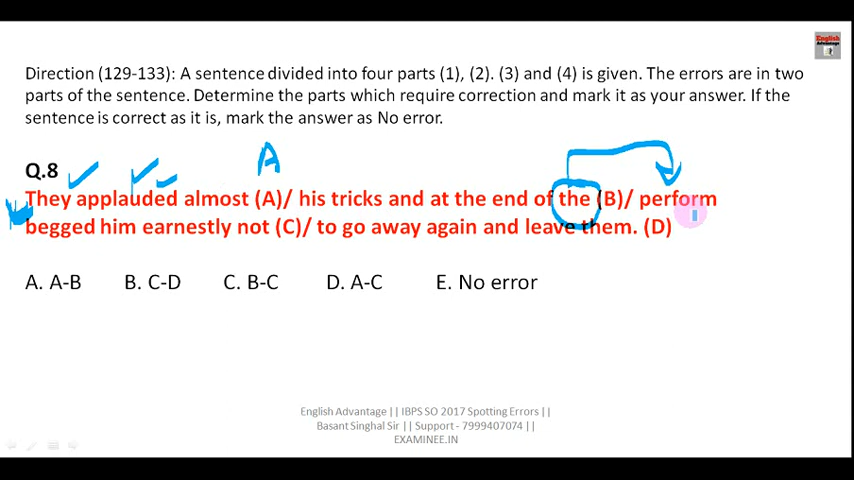 English
Advantage
Direction (129-133): A sentence divided into four parts (1), (2). (3) and (4) is given. The errors are in two
parts of the sentence. Determine the parts which require correction and mark it as your answer. If the
sentence is correct as it is, mark the answer as No error.
A
Q.8
They applauded almost (A)/ his tricks and at the end of the (B)/ perform
begged him earnestly not (C)/ to go away again and leave them. (D)
A. A-B B. C-D C. B-C D. A-C E. No error
English Advantage || IBPS SO 2017 Spotting Errors ||
Basant Singhal Sir || Support - 7999407074 ||
EXAMINEE.IN